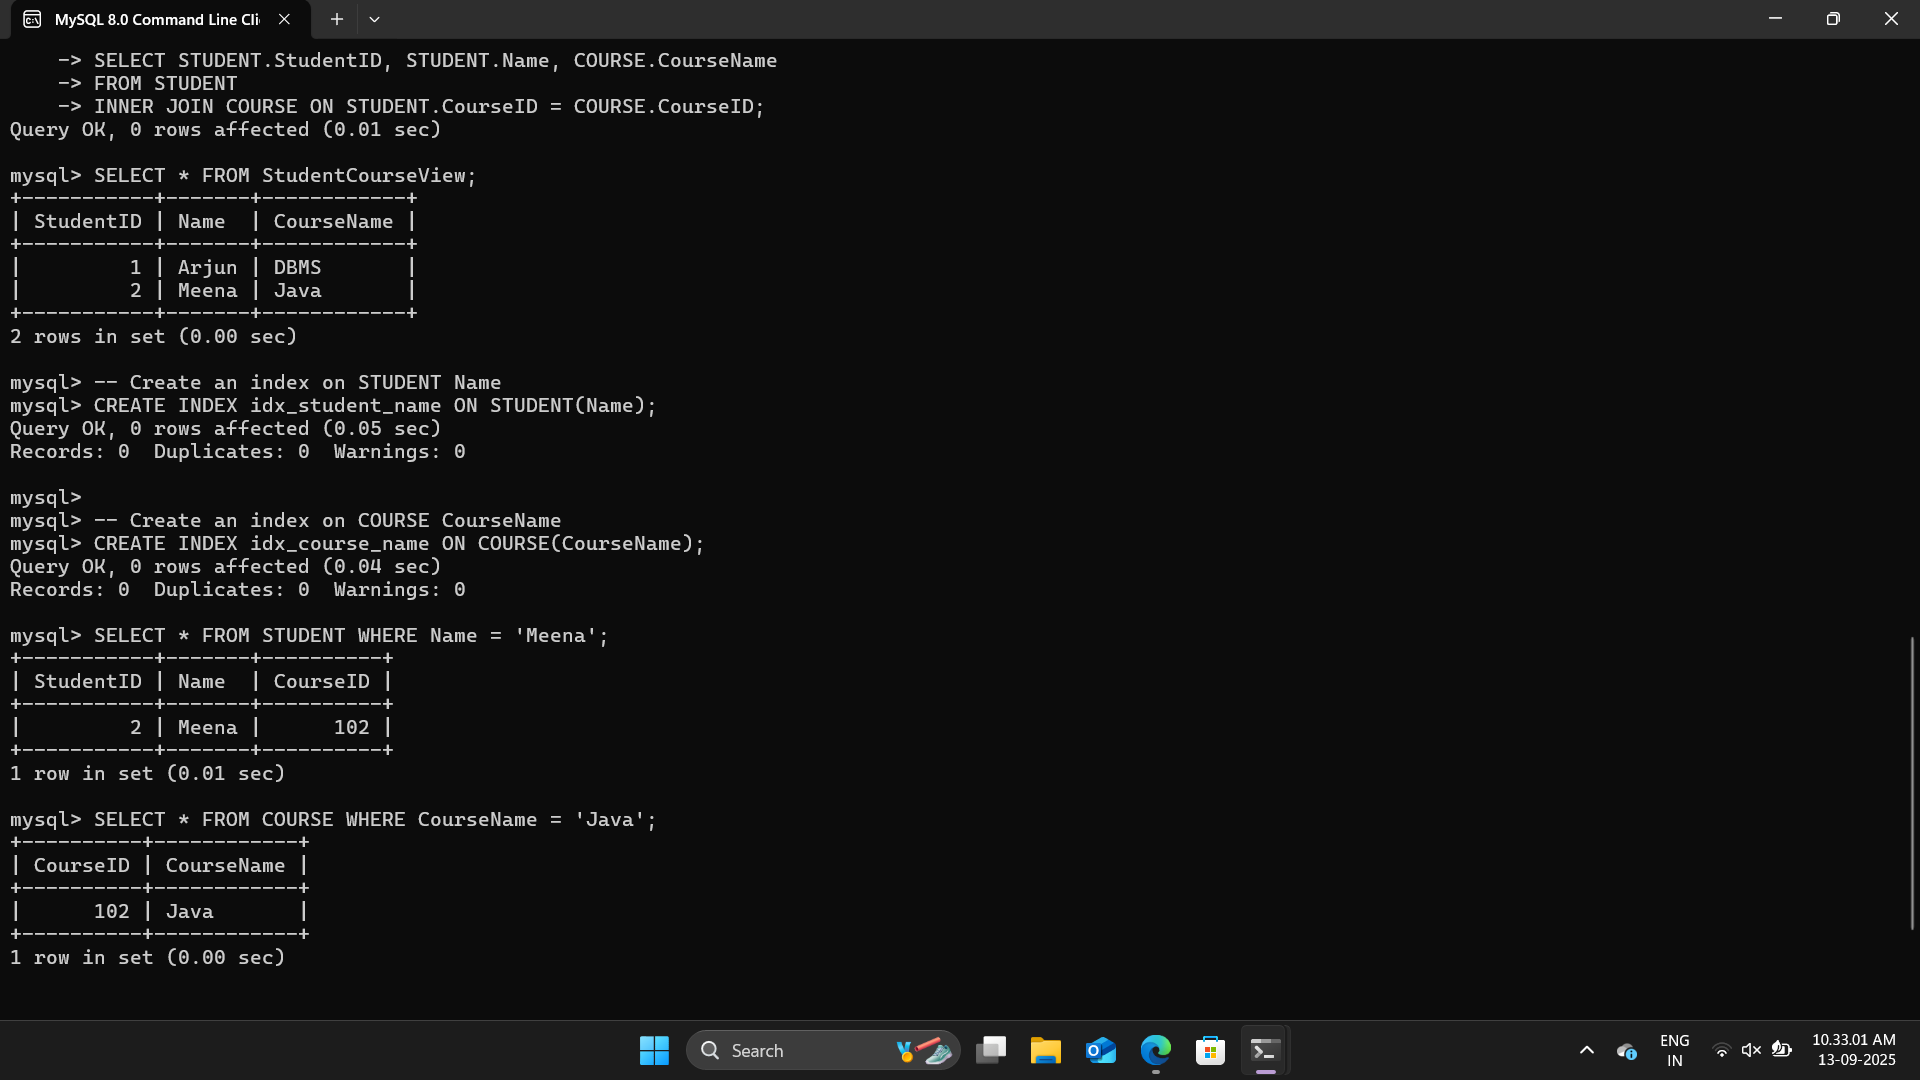 MySQL 8.0 Command Line Cli
    -> SELECT STUDENT.StudentID, STUDENT.Name, COURSE.CourseName
    -> FROM STUDENT
    -> INNER JOIN COURSE ON STUDENT.CourseID = COURSE.CourseID;
Query OK, 0 rows affected (0.01 sec)

mysql> SELECT * FROM StudentCourseView;
+-----------+-------+------------+
| StudentID | Name  | CourseName |
+-----------+-------+------------+
|         1 | Arjun | DBMS       |
|         2 | Meena | Java       |
+-----------+-------+------------+
2 rows in set (0.00 sec)

mysql> -- Create an index on STUDENT Name
mysql> CREATE INDEX idx_student_name ON STUDENT(Name);
Query OK, 0 rows affected (0.05 sec)
Records: 0  Duplicates: 0  Warnings: 0

mysql>
mysql> -- Create an index on COURSE CourseName
mysql> CREATE INDEX idx_course_name ON COURSE(CourseName);
Query OK, 0 rows affected (0.04 sec)
Records: 0  Duplicates: 0  Warnings: 0

mysql> SELECT * FROM STUDENT WHERE Name = 'Meena';
+-----------+-------+----------+
| StudentID | Name  | CourseID |
+-----------+-------+----------+
|         2 | Meena |      102 |
+-----------+-------+----------+
1 row in set (0.01 sec)

mysql> SELECT * FROM COURSE WHERE CourseName = 'Java';
+----------+------------+
| CourseID | CourseName |
+----------+------------+
|      102 | Java       |
+----------+------------+
1 row in set (0.00 sec)
Search
ENG
IN
10.33.01 AM
13-09-2025